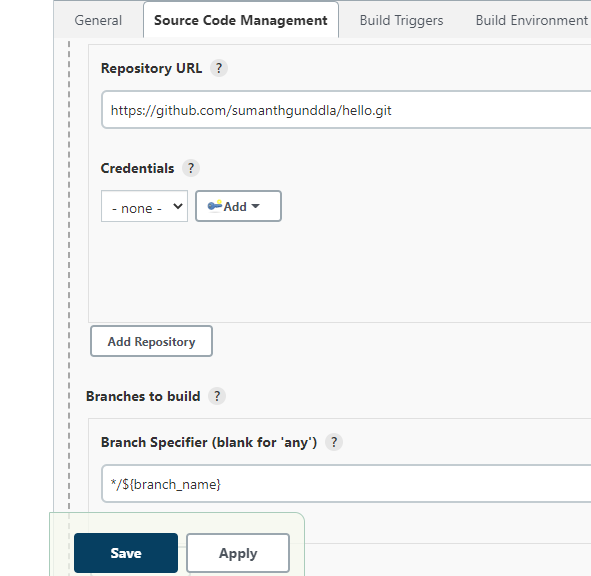 General Source Code Management Build Triggers Build Environment
Repository URL ?
https://github.com/sumanthgunddla/hello.git
Credentials ?
- none - Add
Add Repository
Branches to build ?
Branch Specifier (blank for 'any') ?
*/${branch_name}
Save Apply